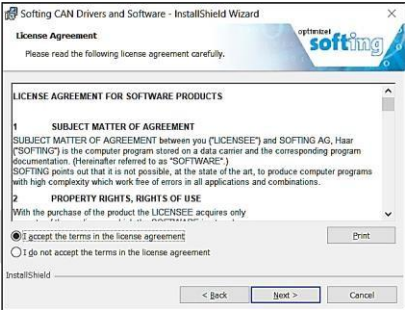 Softing CAN Drivers and Software - InstallShield Wizard
License Agreement
Please read the following license agreement carefully.
optimize!
softing
LICENSE AGREEMENT FOR SOFTWARE PRODUCTS
1 SUBJECT MATTER OF AGREEMENT
SUBJECT MATTER OF AGREEMENT between you ("LICENSEE") and SOFTING AG, Haar
("SOFTING") is the computer program stored on a data carrier and the corresponding program
documentation. (Hereinafter referred to as "SOFTWARE".)
SOFTING points out that it is not possible, at the state of the art, to produce computer programs
with high complexity which work free of errors in all applications and combinations.
2 PROPERTY RIGHTS, RIGHTS OF USE
With the purchase of the product the LICENSEE acquires only
I accept the terms in the license agreement
Print
I do not accept the terms in the license agreement
InstallShield
< Back
Next >
Cancel